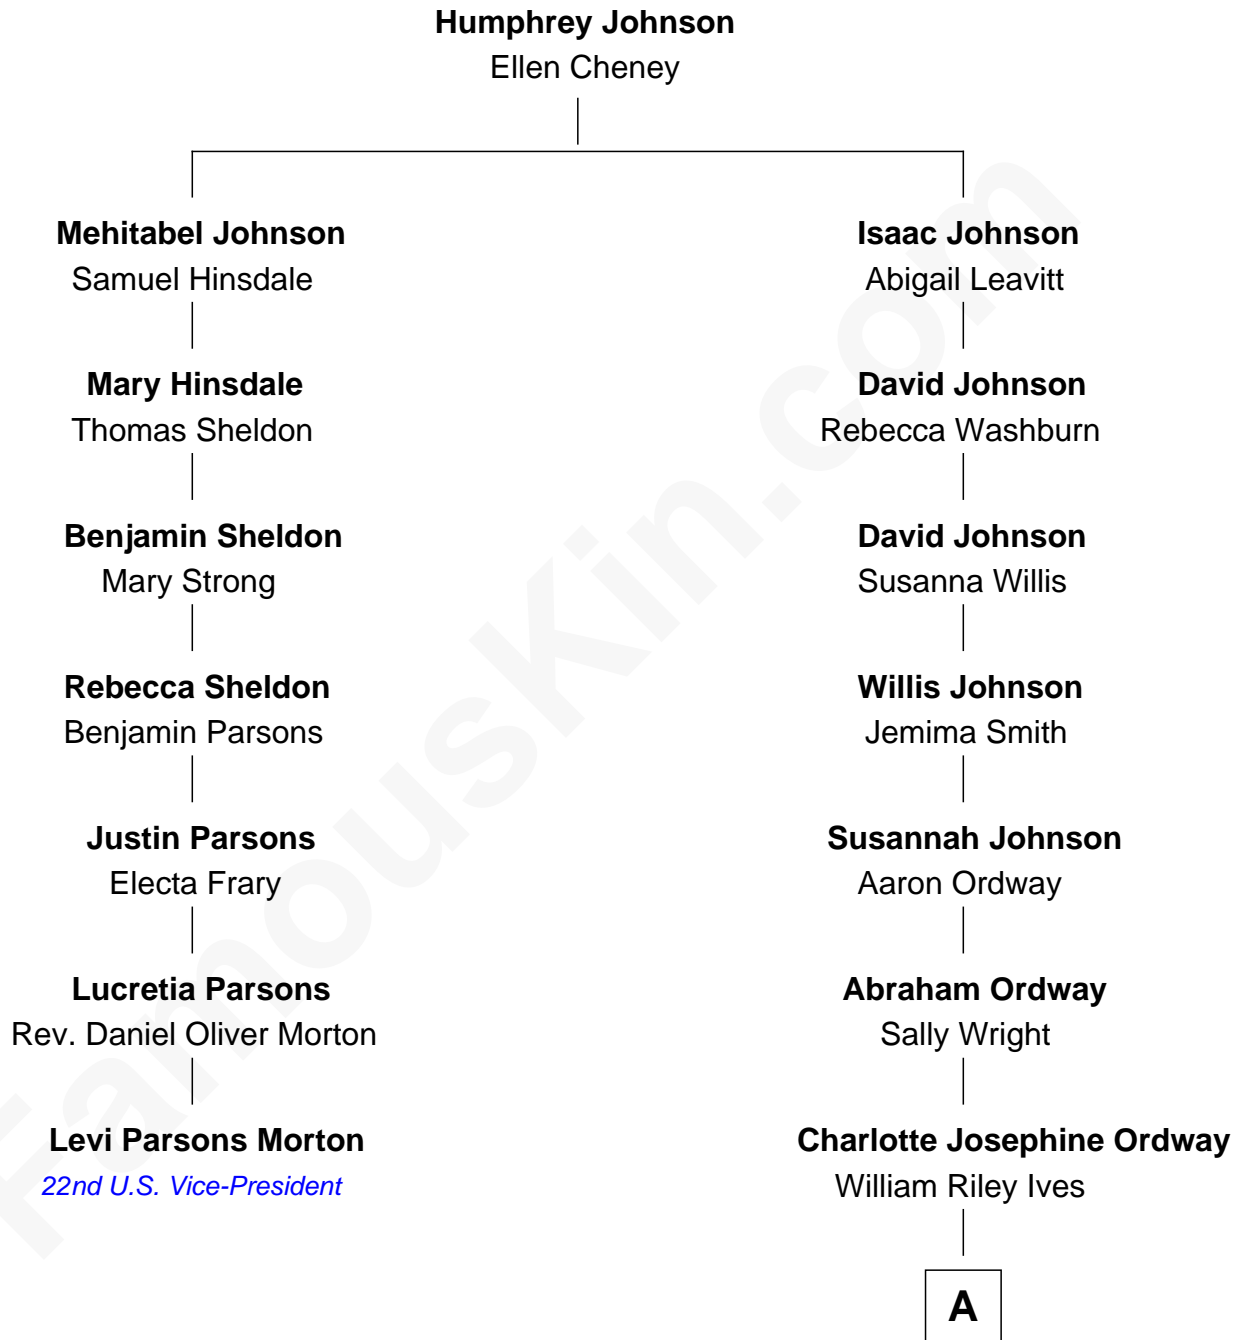 Humphrey Johnson
Ellen Cheney
Mehitabel Johnson
Samuel Hinsdale
Isaac Johnson
Abigail Leavitt
Mary Hinsdale
Thomas Sheldon
David Johnson
Rebecca Washburn
Benjamin Sheldon
Mary Strong
David Johnson
Susanna Willis
Rebecca Sheldon
Benjamin Parsons
Willis Johnson
Jemima Smith
Justin Parsons
Electa Frary
Susannah Johnson
Aaron Ordway
Lucretia Parsons
Rev. Daniel Oliver Morton
Abraham Ordway
Sally Wright
Levi Parsons Morton
22nd U.S. Vice-President
Charlotte Josephine Ordway
William Riley Ives
A
FamousKin.com